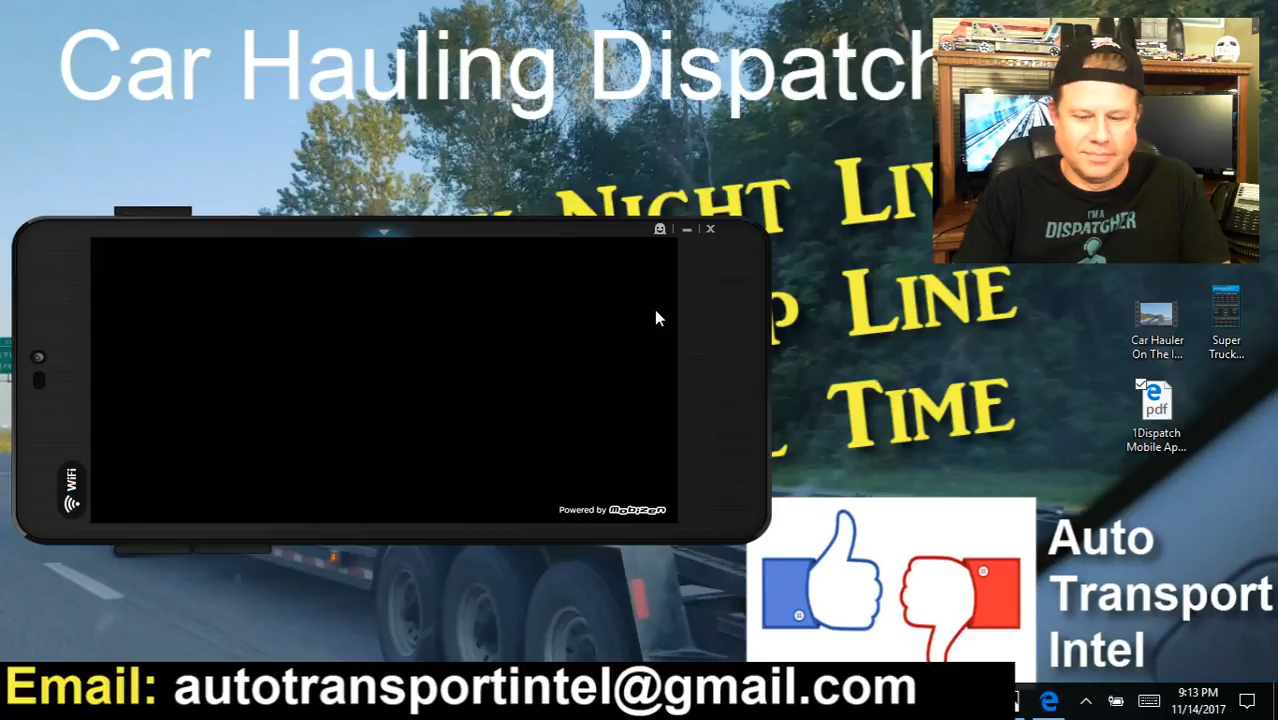 Car Hauling Dispatch
NIGHT LIV
P LINE
TIME
I'M A
DISPATCHER
WiFi
Powered by Mobizen
Car Hauler
On The I...
Super
Truck...
pdf
1Dispatch
Mobile Ap...
Auto
Transport
Intel
Email: autotransportintel@gmail.com
9:13 PM
11/14/2017